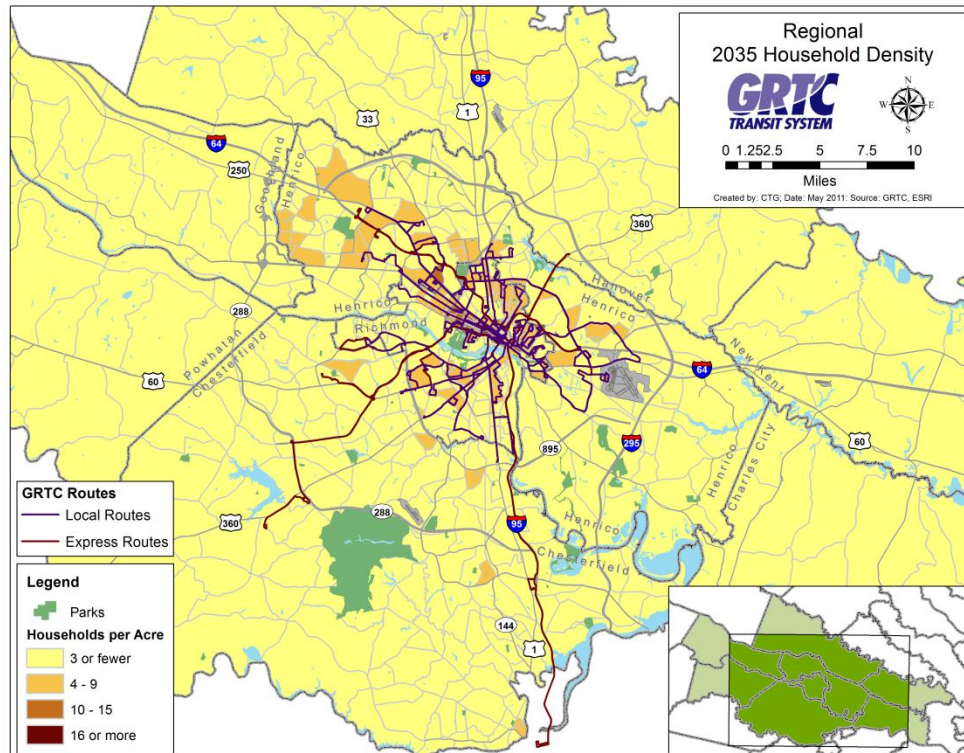 Regional
2035 Household Density
GRTC
TRANSIT SYSTEM
N
W E
S
0 1.25 2.5 5 7.5 10
Miles
Created by: CTG; Date: May 2011: Source: GRTC, ESRI
95
1
33
64
250
Goochland
Henrico
360
288
Henrico
Richmond
Hanover
Henrico
Powhatan
Chesterfield
60
64
New Kent
60
895
295
Henrico
Charles City
360
288
95
Henrico
Chesterfield
144
1
GRTC Routes
Local Routes
Express Routes
Legend
Parks
Households per Acre
3 or fewer
4 - 9
10 - 15
16 or more